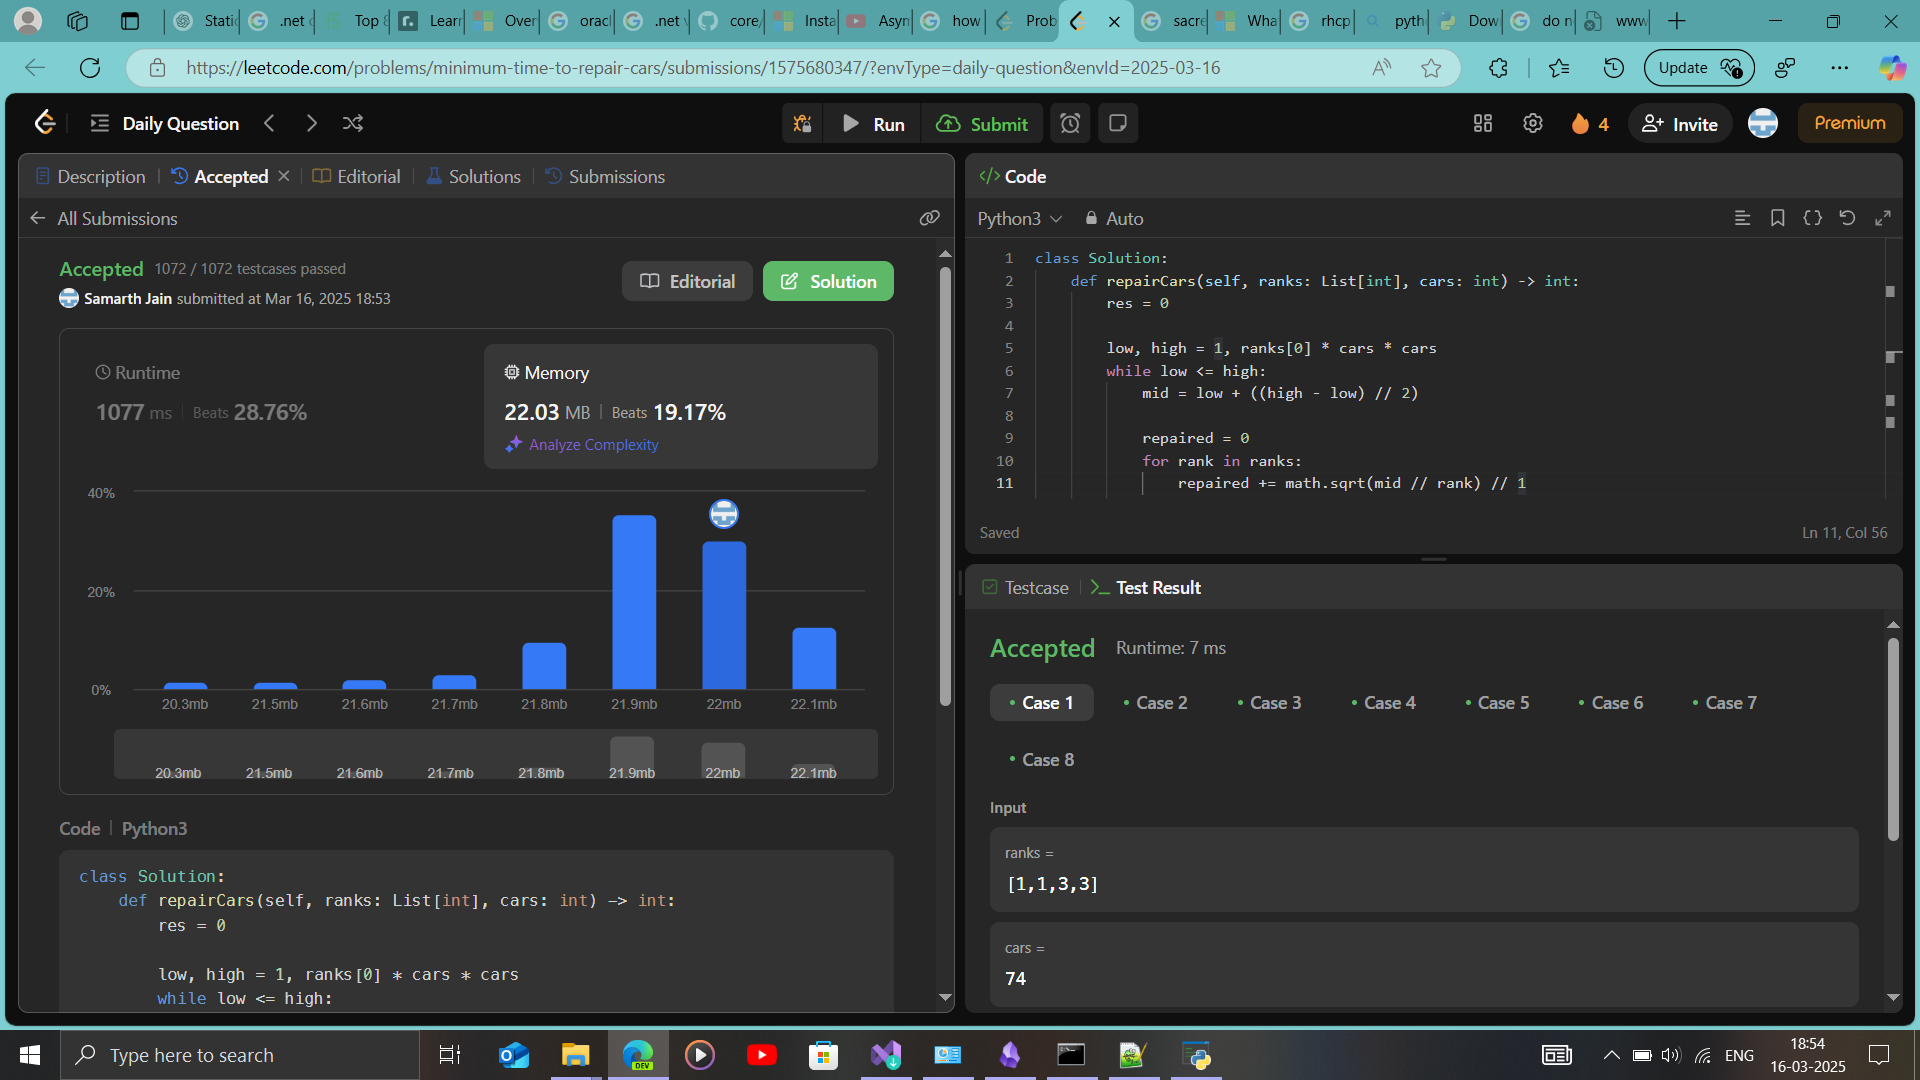 Static
.net c
Top 8
Learn
Over
oracl
.net v
core/
Insta
Asyn
how
Prob
sacre
Wha
rhcp
pyth
Dow
do n
www
https://leetcode.com/problems/minimum-time-to-repair-cars/submissions/1575680347/?envType=daily-question&envId=2025-03-16
Update
Daily Question
Run
Submit
4
Invite
Premium
Description
Accepted
Editorial
Solutions
Submissions
All Submissions
Accepted 1072 / 1072 testcases passed
Samarth Jain submitted at Mar 16, 2025 18:53
Editorial
Solution
Runtime
1077 ms Beats 28.76%
Memory
22.03 MB Beats 19.17%
Analyze Complexity
40%
20%
0%
20.3mb 21.5mb 21.6mb 21.7mb 21.8mb 21.9mb 22mb 22.1mb
20.3mb 21.5mb 21.6mb 21.7mb 21.8mb 21.9mb 22mb 22.1mb
Code | Python3
class Solution:
def repairCars(self, ranks: List[int], cars: int) -> int:
res = 0
low, high = 1, ranks[0] * cars * cars
while low <= high:
</> Code
Python3
Auto
1 class Solution:
2 def repairCars(self, ranks: List[int], cars: int) -> int:
3 res = 0
4
5 low, high = 1, ranks[0] * cars * cars
6 while low <= high:
7 mid = low + ((high - low) // 2)
8
9 repaired = 0
10 for rank in ranks:
11 repaired += math.sqrt(mid // rank) // 1
Saved
Ln 11, Col 56
Testcase
Test Result
Accepted Runtime: 7 ms
Case 1
Case 2
Case 3
Case 4
Case 5
Case 6
Case 7
Case 8
Input
ranks =
[1,1,3,3]
cars =
74
Type here to search
DEV
ENG
18:54
16-03-2025